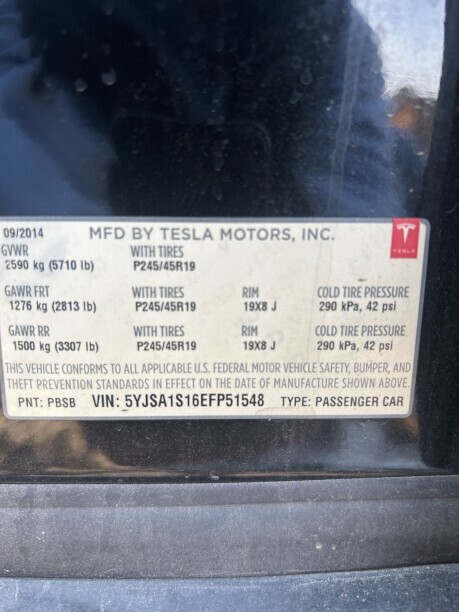 09/2014 MFD BY TESLA MOTORS, INC. TESLA
GVWR WITH TIRES
2590 kg (5710 lb) P245/45R19
GAWR FRT WITH TIRES RIM COLD TIRE PRESSURE
1276 kg (2813 lb) P245/45R19 19X8 J 290 kPa, 42 psi
GAWR RR WITH TIRES RIM COLD TIRE PRESSURE
1500 kg (3307 lb) P245/45R19 19X8 J 290 kPa, 42 psi
THIS VEHICLE CONFORMS TO ALL APPLICABLE U.S. FEDERAL MOTOR VEHICLE SAFETY, BUMPER, AND
THEFT PREVENTION STANDARDS IN EFFECT ON THE DATE OF MANUFACTURE SHOWN ABOVE.
PNT: PBSB VIN: 5YJSA1S16EFP51548 TYPE: PASSENGER CAR